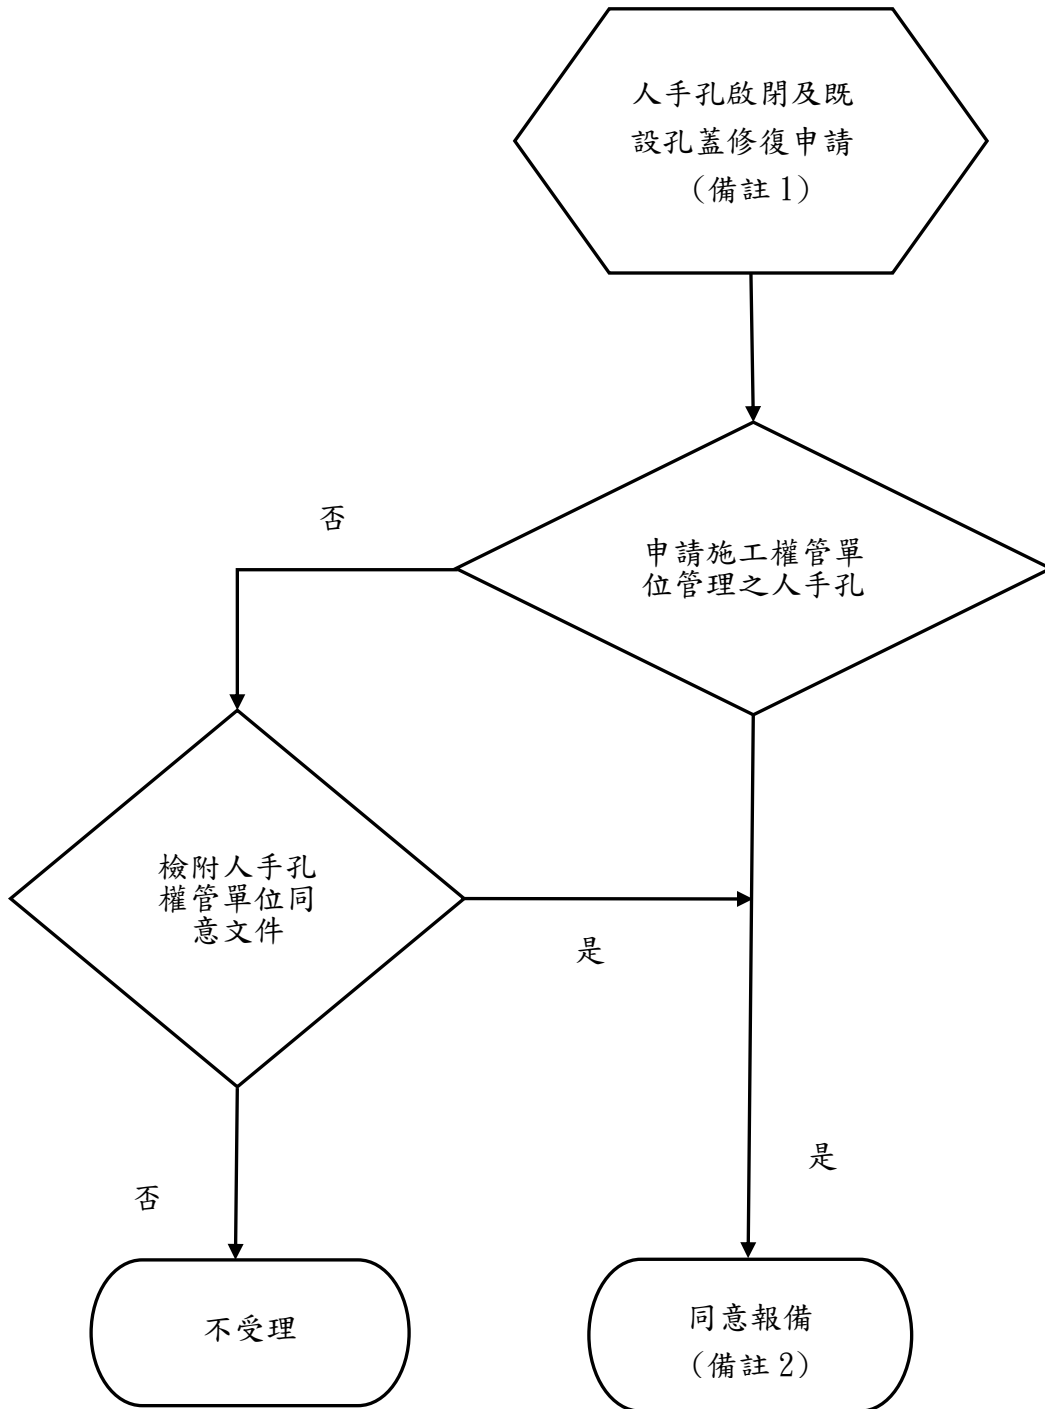 人手孔啟閉及既
設孔蓋修復申請
（備註1）
否
申請施工權管單
位管理之人手孔
檢附人手孔
權管單位同
意文件
是
是
否
不受理
同意報備
（備註2）